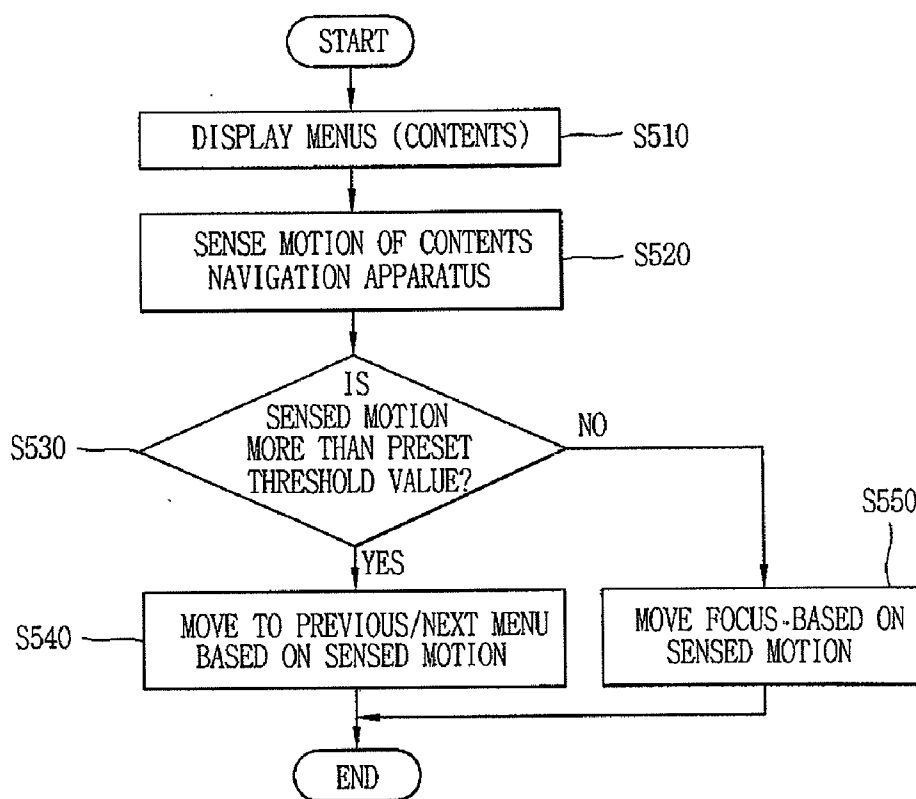 START
DISPLAY MENUS (CONTENTS)
S510
SENSE MOTION OF CONTENTS
NAVIGATION APPARATUS
S520
IS
SENSED MOTION
MORE THAN PRESET
THRESHOLD VALUE?
S530
NO
YES
S550
MOVE TO PREVIOUS/NEXT MENU
BASED ON SENSED MOTION
S540
MOVE FOCUS-BASED ON
SENSED MOTION
END